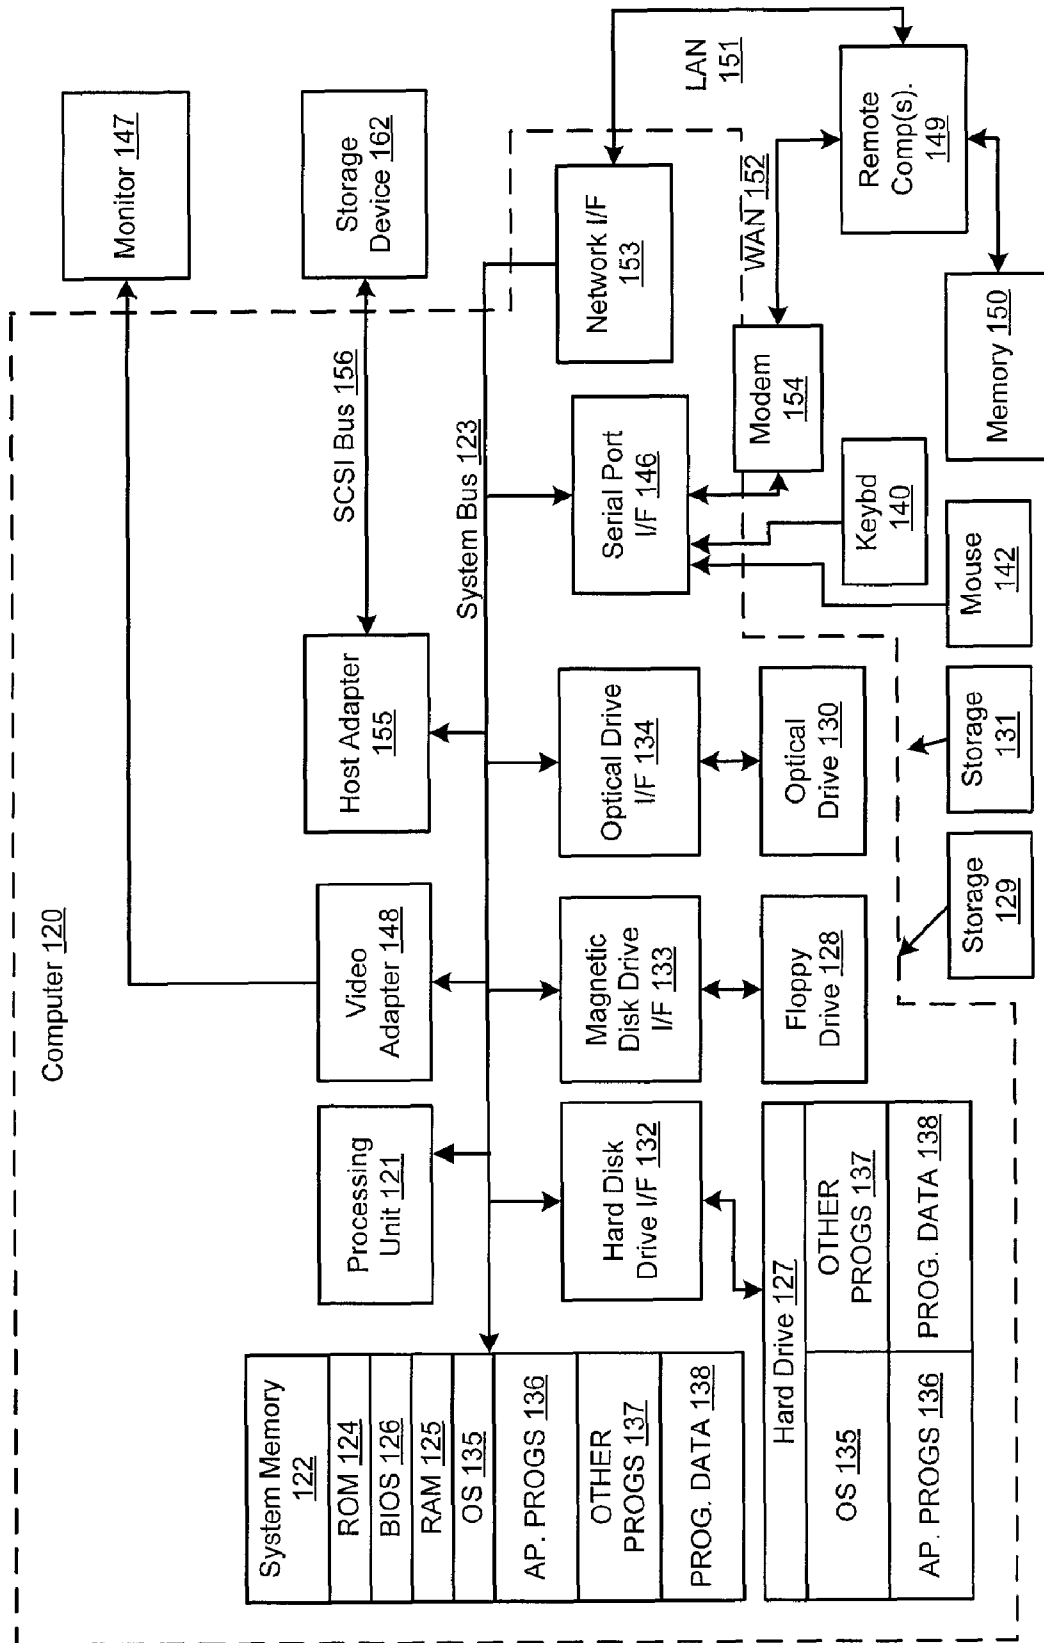 Computer 120
Monitor 147
Storage
Device 162
SCSI Bus 156
Video
Adapter 148
Host Adapter
155
Processing
Unit 121
System Memory
122
ROM 124
BIOS 126
RAM 125
OS 135
AP. PROGS 136
OTHER
PROGS 137
PROG. DATA 138
System Bus 123
Hard Disk
Drive I/F 132
Magnetic
Disk Drive
I/F 133
Optical Drive
I/F 134
Serial Port
I/F 146
Network I/F
153
LAN
151
Hard Drive 127
OS 135
OTHER
PROGS 137
AP. PROGS 136
PROG. DATA 138
Floppy
Drive 128
Optical
Drive 130
Modem
154
WAN 152
Remote
Comp(s).
149
Keybd
140
Storage
129
Storage
131
Mouse
142
Memory 150